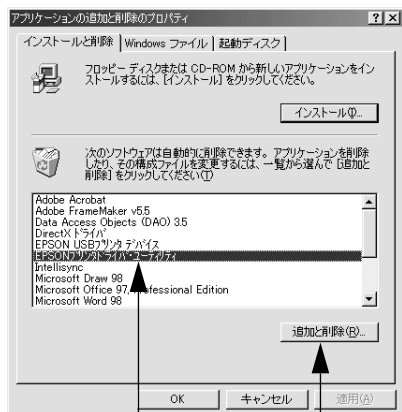 アプリケーションの追加と削除のプロパティ
インストールと削除
Windows ファイル
起動ディスク
フロッピー ディスクまたは CD-ROM から新しいアプリケーションをイン
ストールするには、[インストール] をクリックしてください。
インストール(I)...
次のソフトウェアは自動的に削除できます。アプリケーションを削除
したり、その構成ファイルを変更するには、一覧から選んで [追加と
削除] をクリックしてください(T)
Adobe Acrobat
Adobe FrameMaker v5.5
Data Access Objects (DAO) 3.5
DirectX ドライバ
EPSON USBプリンタ デバイス
EPSONプリンタドライバ・ユーティリティ
Intellisync
Microsoft Draw 98
Microsoft Office 97, Professional Edition
Microsoft Word 98
追加と削除(R)...
OK
キャンセル
適用(A)